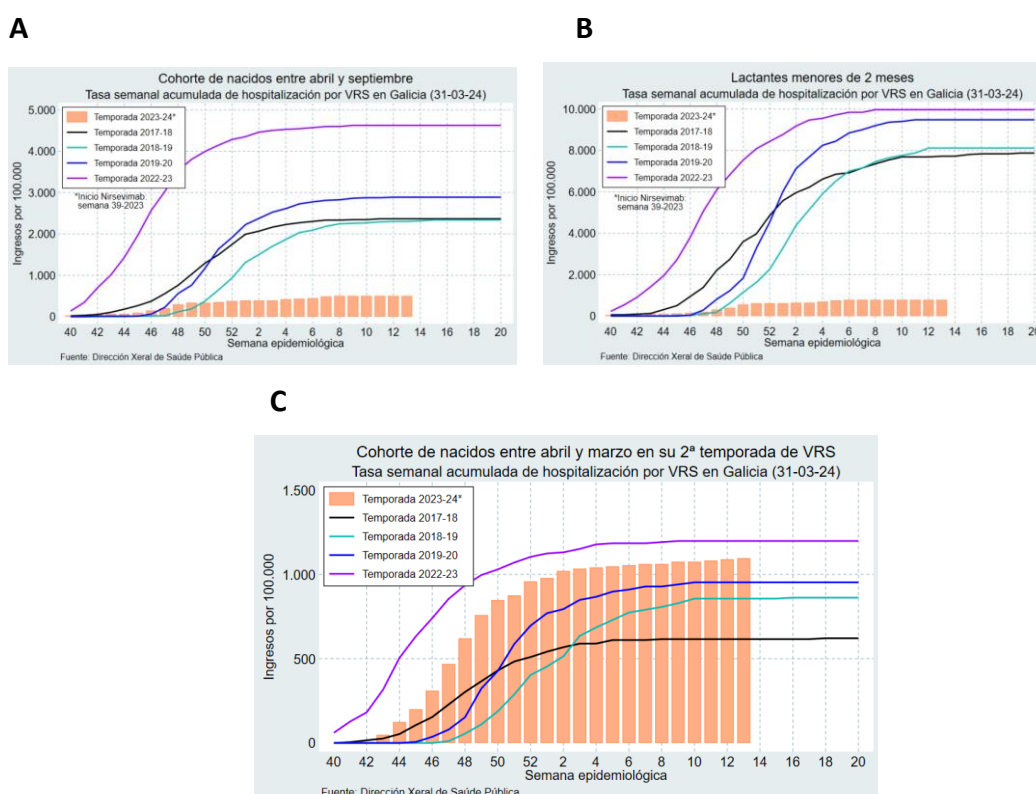 A
B
Cohorte de nacidos entre abril y septiembre
Tasa semanal acumulada de hospitalización por VRS en Galicia (31-03-24)
5.000
4.000
3.000
2.000
1.000
0
Ingresos por 100.000
Temporada 2023-24*
Temporada 2017-18
Temporada 2018-19
Temporada 2019-20
Temporada 2022-23
*Inicio Nirsevimab:
semana 39-2023
40 42 44 46 48 50 52 2 4 6 8 10 12 14 16 18 20
Semana epidemiológica
Fuente: Dirección Xeral de Saúde Pública
Lactantes menores de 2 meses
Tasa semanal acumulada de hospitalización por VRS en Galicia (31-03-24)
10.000
8.000
6.000
4.000
2.000
0
Ingresos por 100.000
Temporada 2023-24*
Temporada 2017-18
Temporada 2018-19
Temporada 2019-20
Temporada 2022-23
*Inicio Nirsevimab:
semana 39-2023
40 42 44 46 48 50 52 2 4 6 8 10 12 14 16 18 20
Semana epidemiológica
Fuente: Dirección Xeral de Saúde Pública
C
Cohorte de nacidos entre abril y marzo en su 2ª temporada de VRS
Tasa semanal acumulada de hospitalización por VRS en Galicia (31-03-24)
1.500
1.000
500
0
Ingresos por 100.000
Temporada 2023-24*
Temporada 2017-18
Temporada 2018-19
Temporada 2019-20
Temporada 2022-23
40 42 44 46 48 50 52 2 4 6 8 10 12 14 16 18 20
Semana epidemiológica
Fuente: Dirección Xeral de Saúde Pública